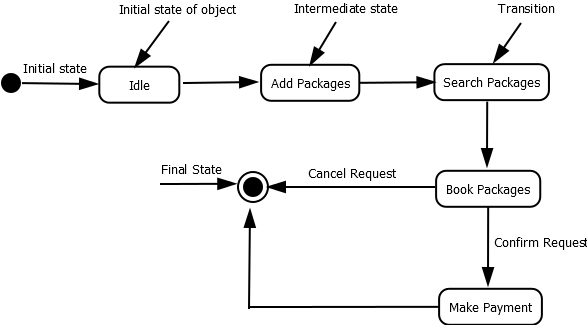 Initial state of object
Intermediate state
Transition
Initial state
Idle
Add Packages
Search Packages
Final State
Cancel Request
Book Packages
Confirm Request
Make Payment